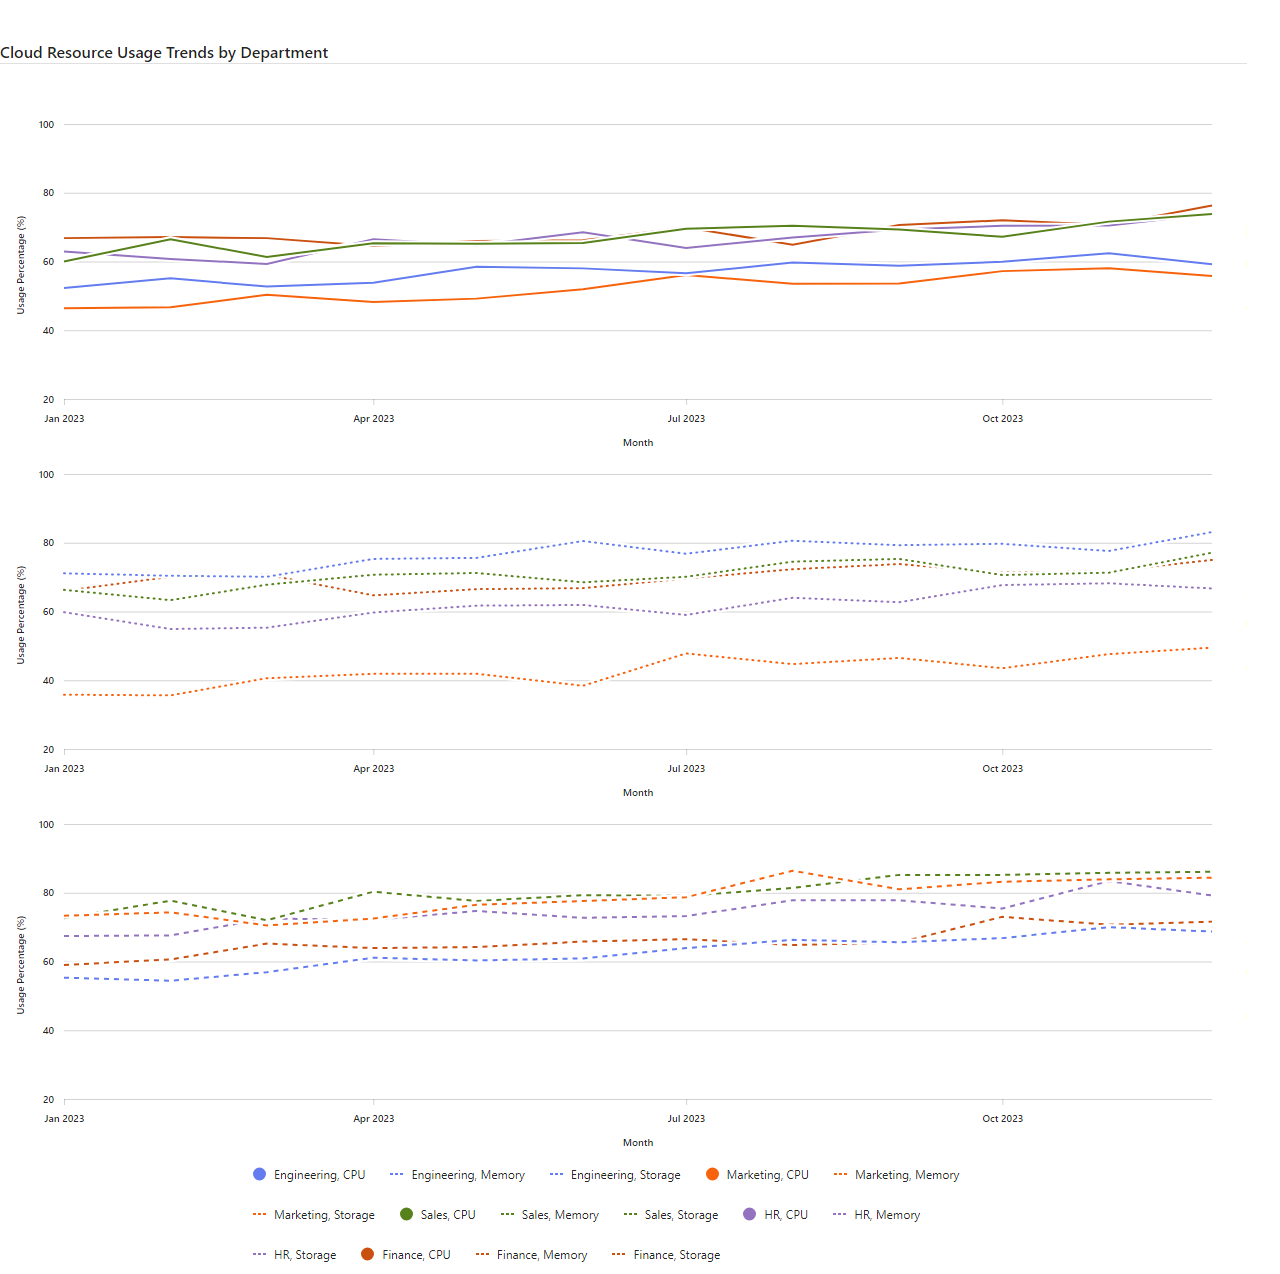 Cloud Resource Usage Trends by Department
100
80
60
40
20
Usage Percentage (%)
Jan 2023 Apr 2023 Jul 2023 Oct 2023
Month
100
80
60
40
20
Usage Percentage (%)
Jan 2023 Apr 2023 Jul 2023 Oct 2023
Month
100
80
60
40
20
Usage Percentage (%)
Jan 2023 Apr 2023 Jul 2023 Oct 2023
Month
Engineering, CPU Engineering, Memory Engineering, Storage Marketing, CPU Marketing, Memory
Marketing, Storage Sales, CPU Sales, Memory Sales, Storage HR, CPU HR, Memory
HR, Storage Finance, CPU Finance, Memory Finance, Storage